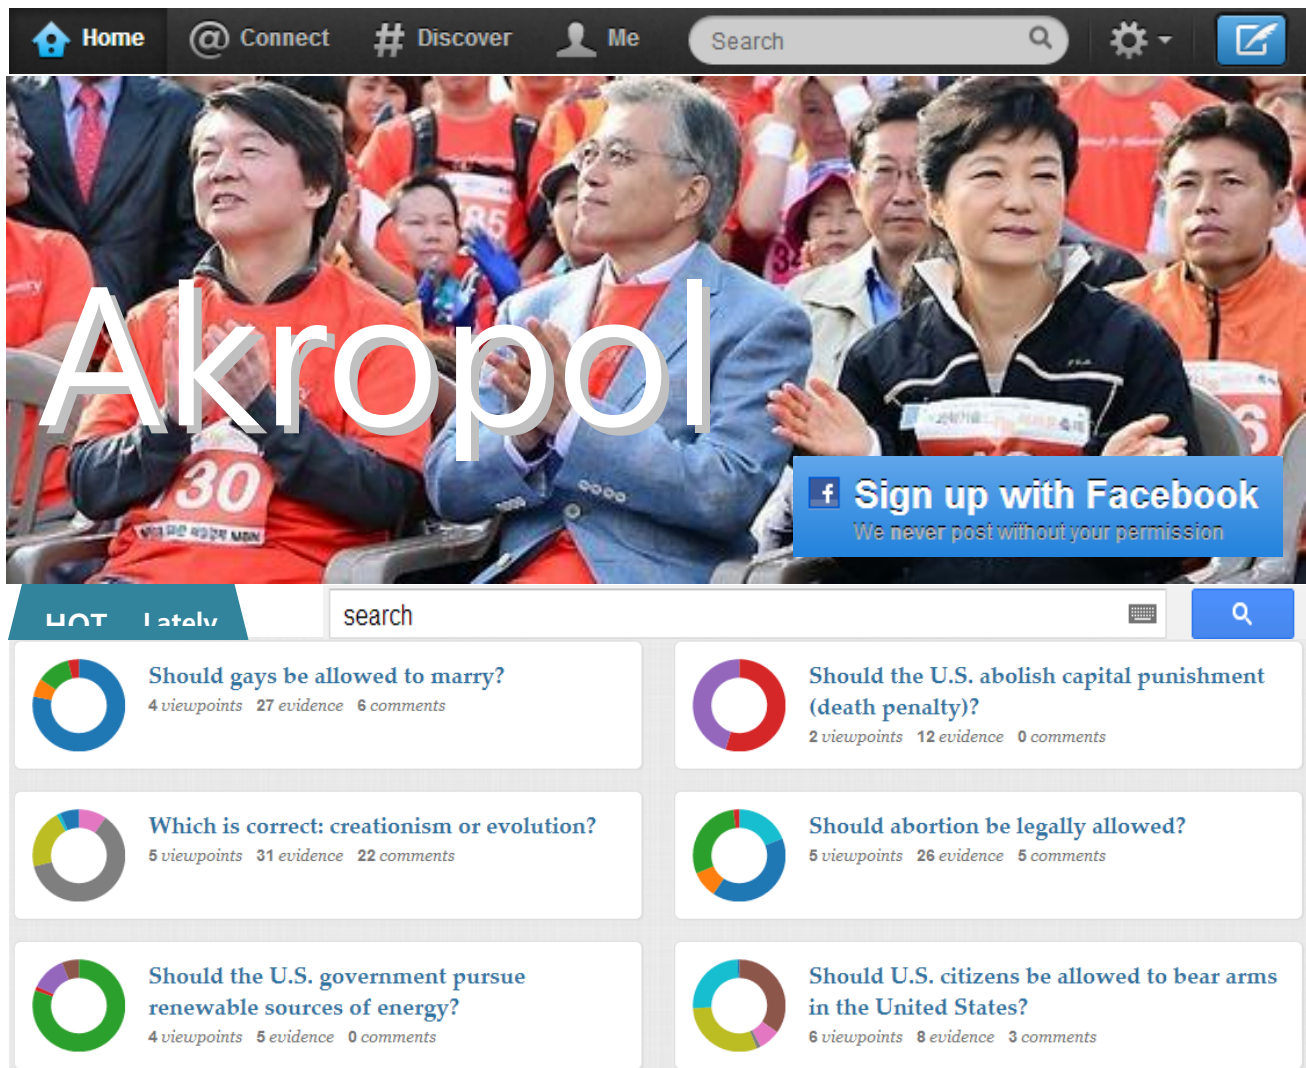 Home Connect Discover Me Search
Akropol
30
Sign up with Facebook
We never post without your permission
HOT Lately search
Should gays be allowed to marry?
4 viewpoints 27 evidence 6 comments
Should the U.S. abolish capital punishment
(death penalty)?
2 viewpoints 12 evidence 0 comments
Which is correct: creationism or evolution?
5 viewpoints 31 evidence 22 comments
Should abortion be legally allowed?
5 viewpoints 26 evidence 5 comments
Should the U.S. government pursue
renewable sources of energy?
4 viewpoints 5 evidence 0 comments
Should U.S. citizens be allowed to bear arms
in the United States?
6 viewpoints 8 evidence 3 comments